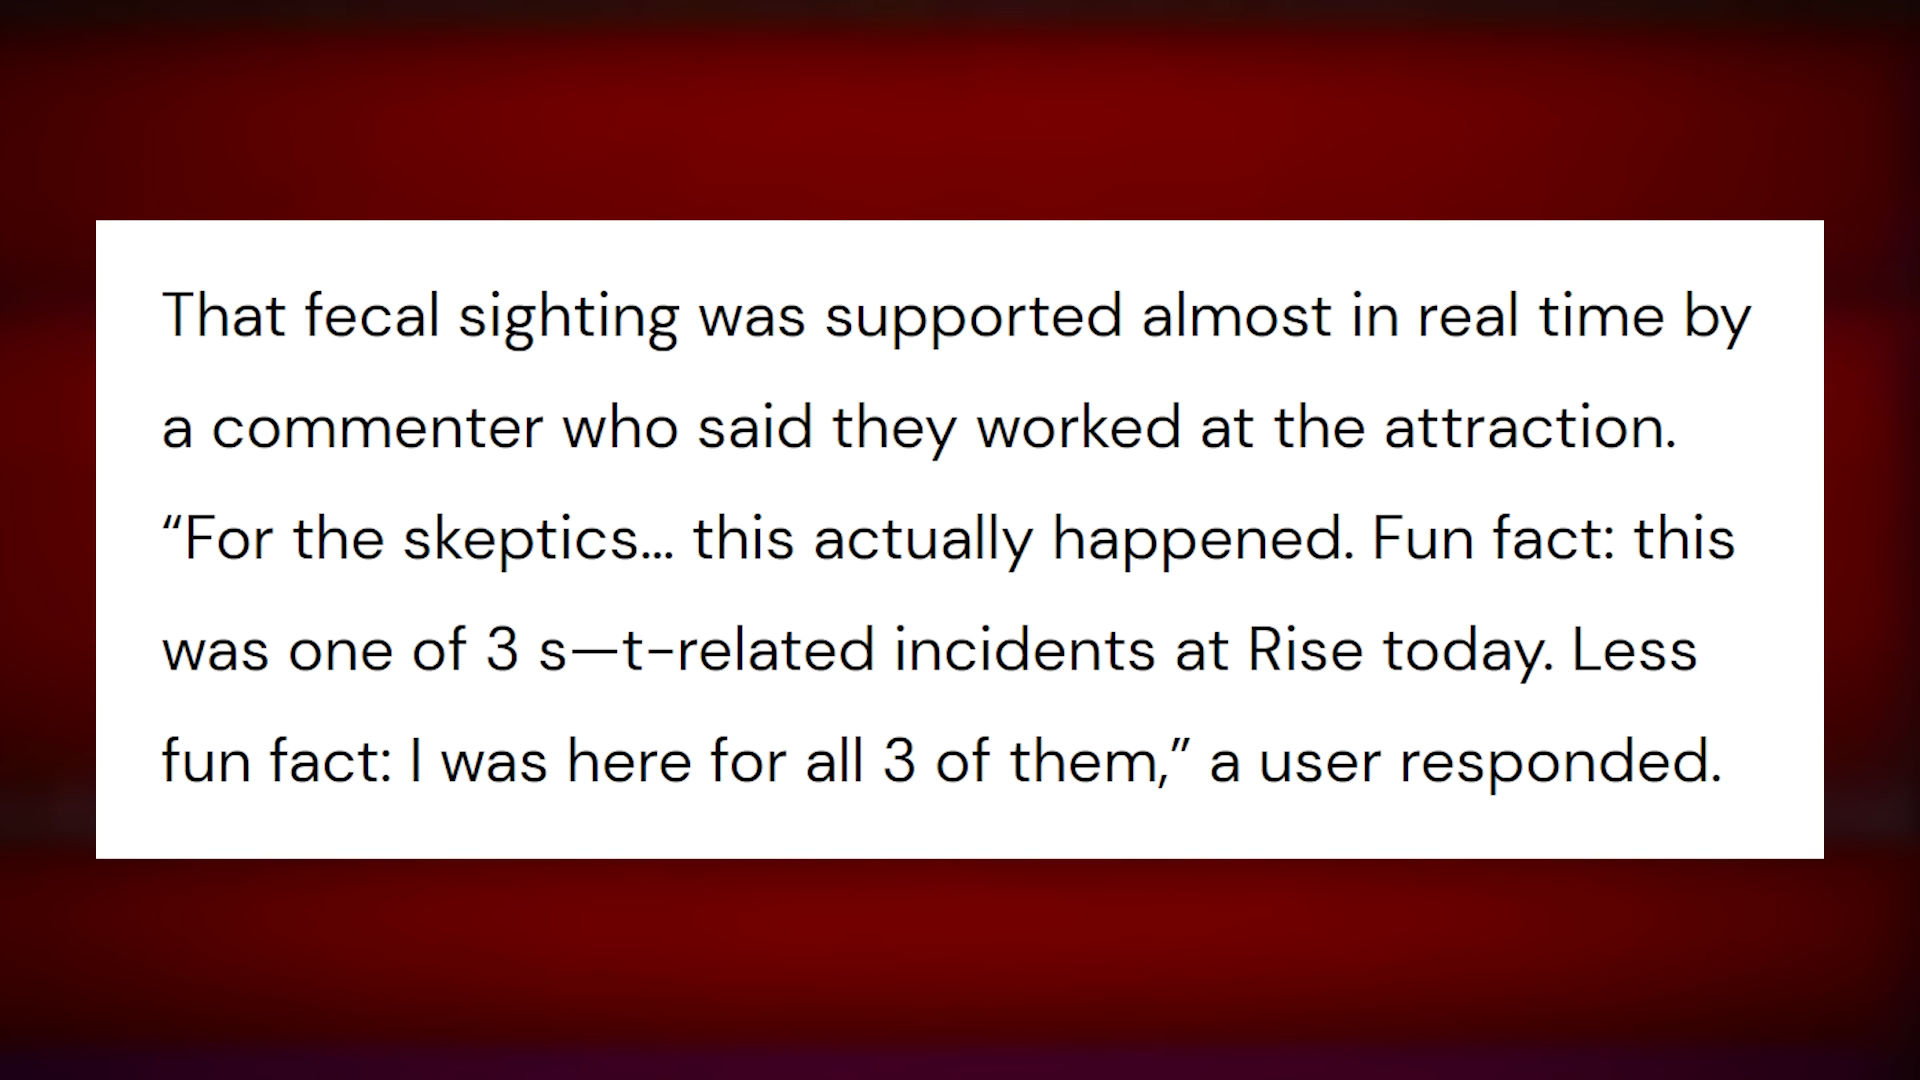 That fecal sighting was supported almost in real time by
a commenter who said they worked at the attraction.
“For the skeptics… this actually happened. Fun fact: this
was one of 3 s—t-related incidents at Rise today. Less
fun fact: I was here for all 3 of them,” a user responded.